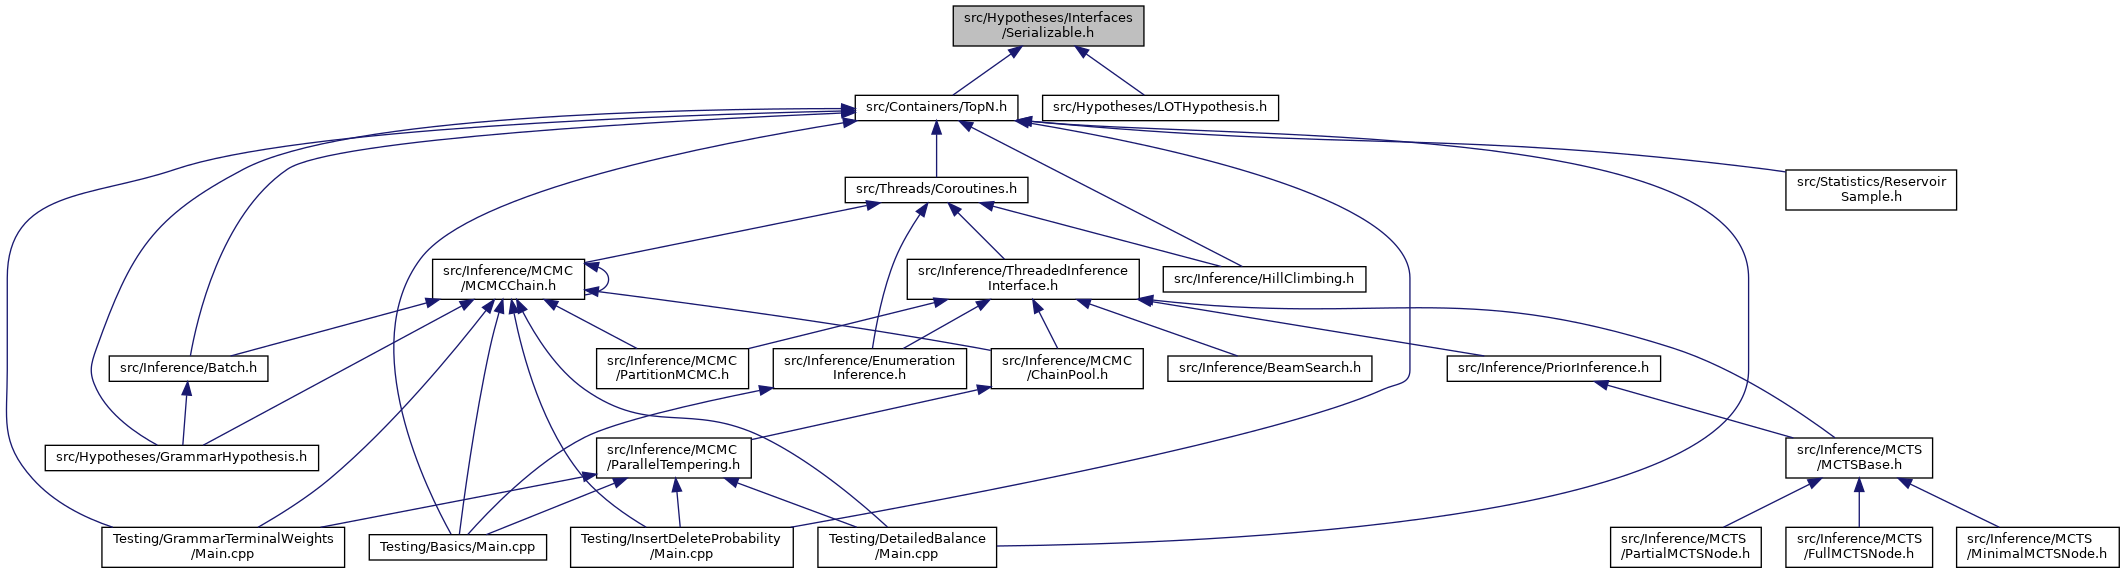 src/Hypotheses/Interfaces
/Serializable.h
src/Containers/TopN.h
src/Hypotheses/LOTHypothesis.h
src/Threads/Coroutines.h
src/Statistics/Reservoir
Sample.h
src/Inference/MCMC
/MCMCChain.h
src/Inference/ThreadedInference
Interface.h
src/Inference/HillClimbing.h
src/Inference/Batch.h
src/Inference/MCMC
/PartitionMCMC.h
src/Inference/Enumeration
Inference.h
src/Inference/MCMC
/ChainPool.h
src/Inference/BeamSearch.h
src/Inference/PriorInference.h
src/Hypotheses/GrammarHypothesis.h
src/Inference/MCMC
/ParallelTempering.h
src/Inference/MCTS
/MCTSBase.h
Testing/GrammarTerminalWeights
/Main.cpp
Testing/Basics/Main.cpp
Testing/InsertDeleteProbability
/Main.cpp
Testing/DetailedBalance
/Main.cpp
src/Inference/MCTS
/PartialMCTSNode.h
src/Inference/MCTS
/FullMCTSNode.h
src/Inference/MCTS
/MinimalMCTSNode.h